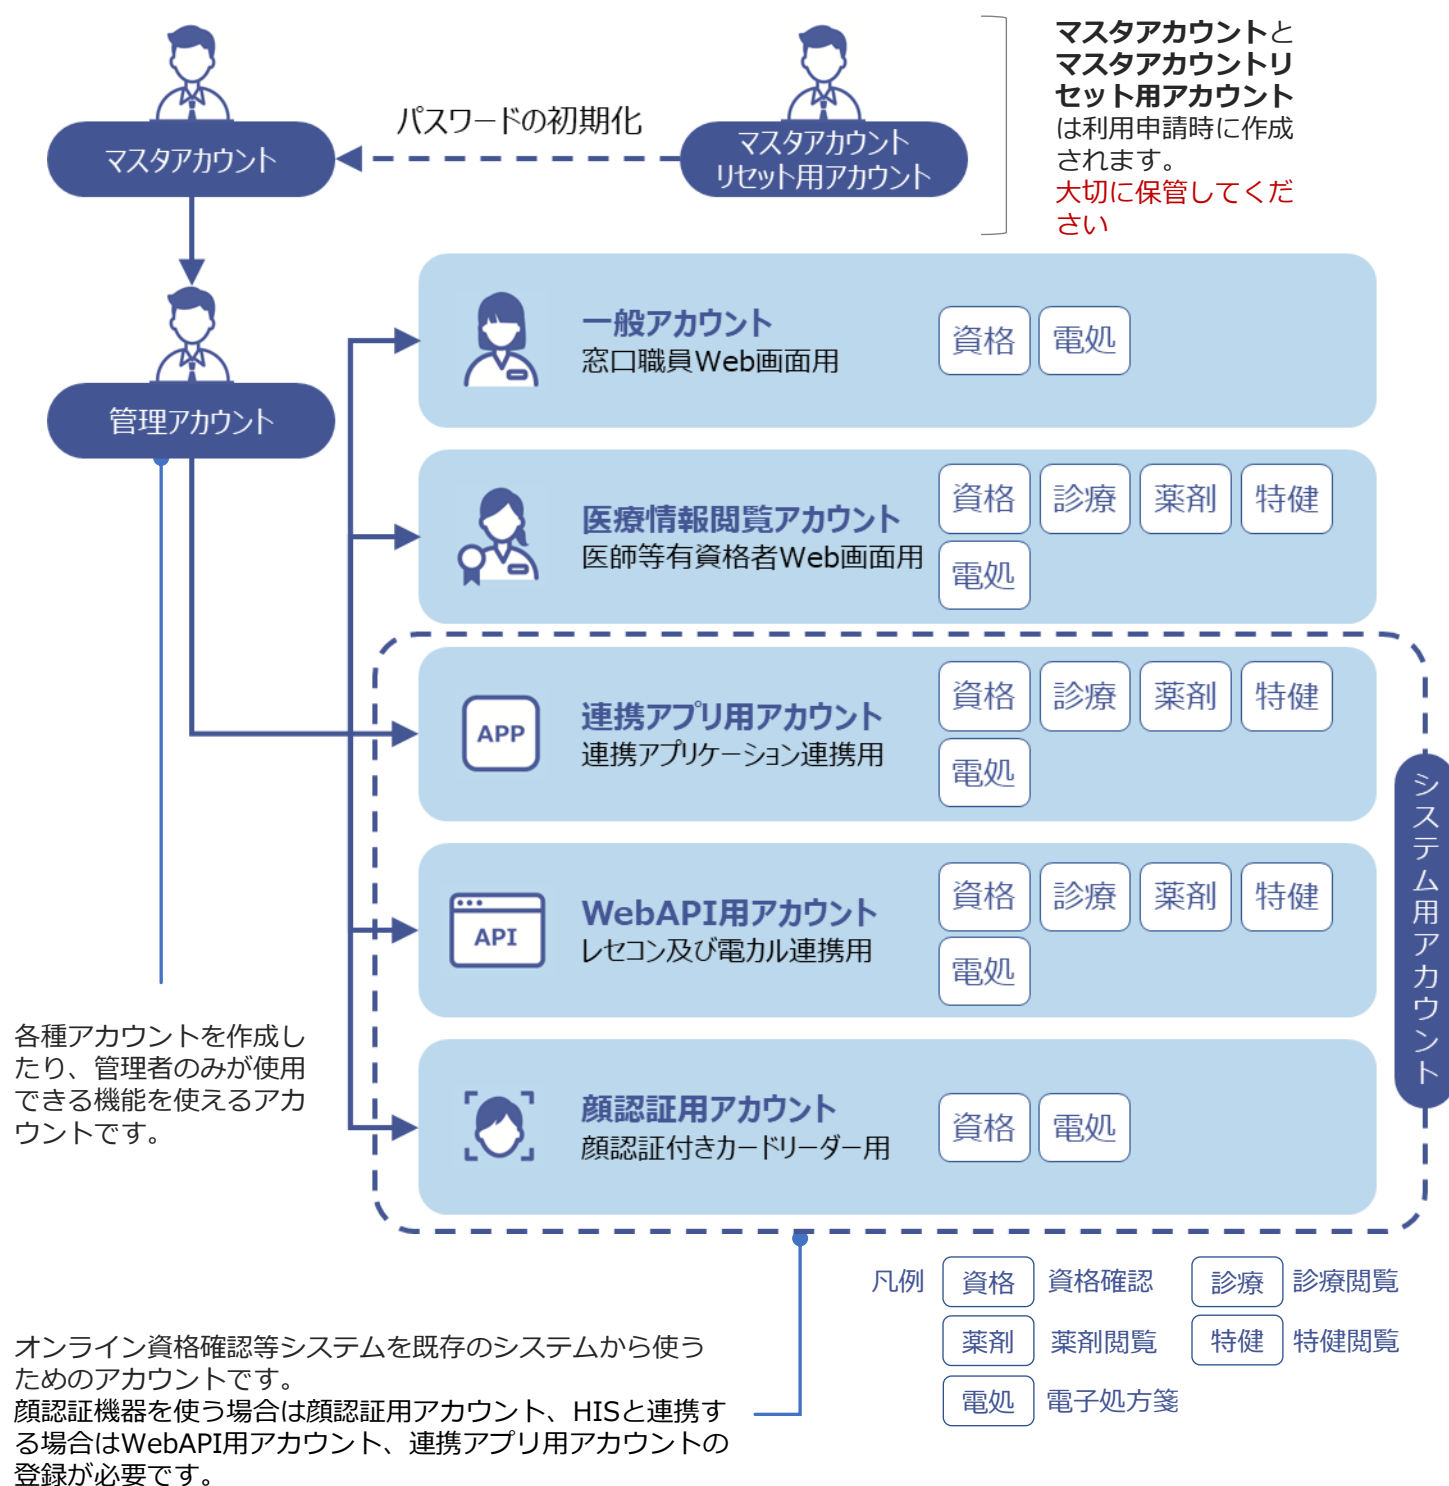 マスタアカウントと
マスタアカウントリ
セット用アカウント
は利用申請時に作成
されます。
大切に保管してくだ
さい
パスワードの初期化
マスタアカウント
マスタアカウント
リセット用アカウント
管理アカウント
一般アカウント
窓口職員Web画面用
資格 電処
医療情報閲覧アカウント
医師等有資格者Web画面用
資格 診療 薬剤 特健
電処
連携アプリ用アカウント
連携アプリケーション連携用
APP
資格 診療 薬剤 特健
電処
WebAPI用アカウント
レセコン及び電カル連携用
API
資格 診療 薬剤 特健
電処
顔認証用アカウント
顔認証付きカードリーダー用
資格 電処
システム用アカウント
各種アカウントを作成し
たり、管理者のみが使用
できる機能を使えるアカ
ウントです。
凡例 資格 資格確認 診療 診療閲覧
薬剤 薬剤閲覧 特健 特健閲覧
電処 電子処方箋
オンライン資格確認等システムを既存のシステムから使う
ためのアカウントです。
顔認証機器を使う場合は顔認証用アカウント、HISと連携す
る場合はWebAPI用アカウント、連携アプリ用アカウントの
登録が必要です。